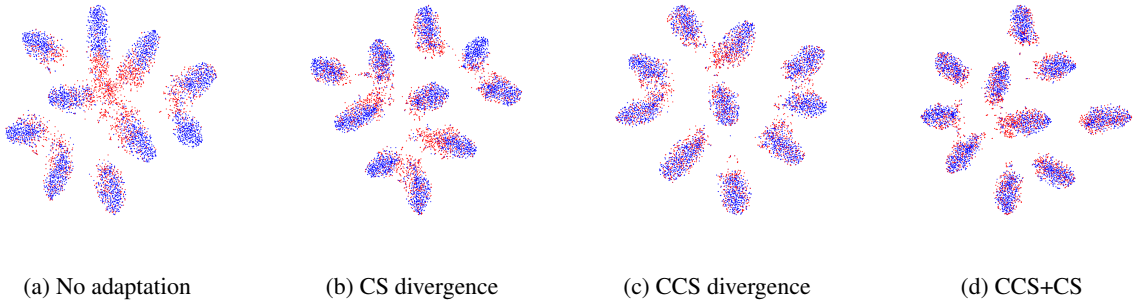 (a) No adaptation
(b) CS divergence
(c) CCS divergence
(d) CCS+CS